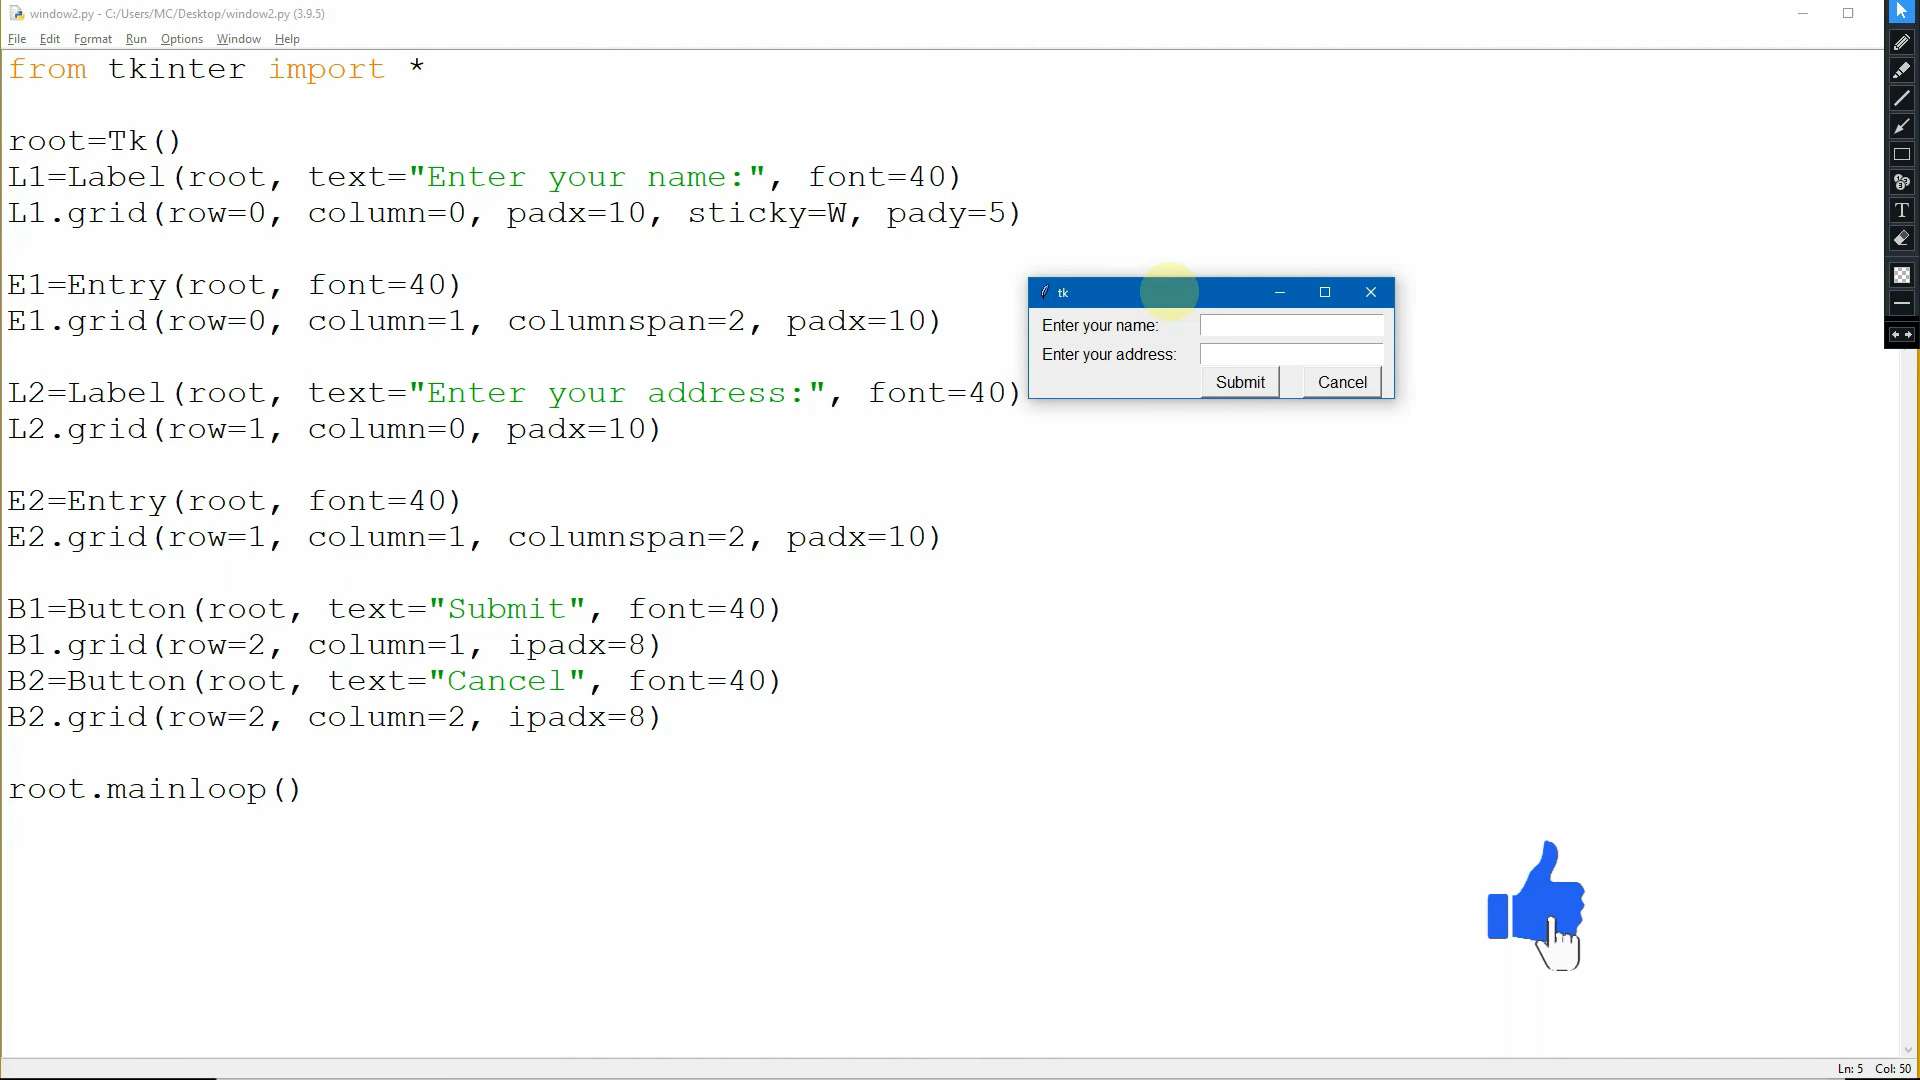 window2.py - C:/Users/MC/Desktop/window2.py (3.9.5)
File Edit Format Run Options Window Help
from tkinter import *
root=Tk()
L1=Label(root, text="Enter your name:", font=40)
L1.grid(row=0, column=0, padx=10, sticky=W, pady=5)
E1=Entry(root, font=40)
E1.grid(row=0, column=1, columnspan=2, padx=10)
L2=Label(root, text="Enter your address:", font=40)
L2.grid(row=1, column=0, padx=10)
E2=Entry(root, font=40)
E2.grid(row=1, column=1, columnspan=2, padx=10)
B1=Button(root, text="Submit", font=40)
B1.grid(row=2, column=1, ipadx=8)
B2=Button(root, text="Cancel", font=40)
B2.grid(row=2, column=2, ipadx=8)
root.mainloop()
tk
Enter your name:
Enter your address:
Submit Cancel
T
Ln: 5 Col: 50